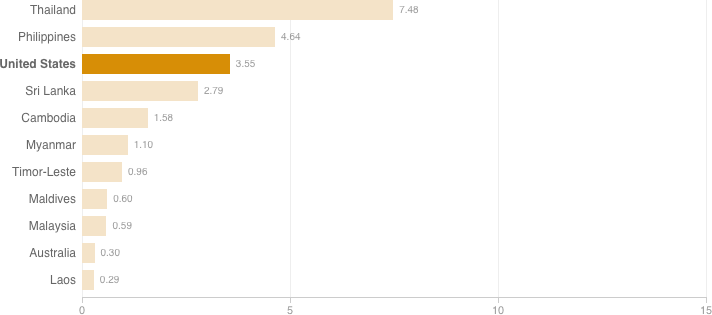 Thailand 7.48
Philippines 4.64
United States 3.55
Sri Lanka 2.79
Cambodia 1.58
Myanmar 1.10
Timor-Leste 0.96
Maldives 0.60
Malaysia 0.59
Australia 0.30
Laos 0.29
0 5 10 15